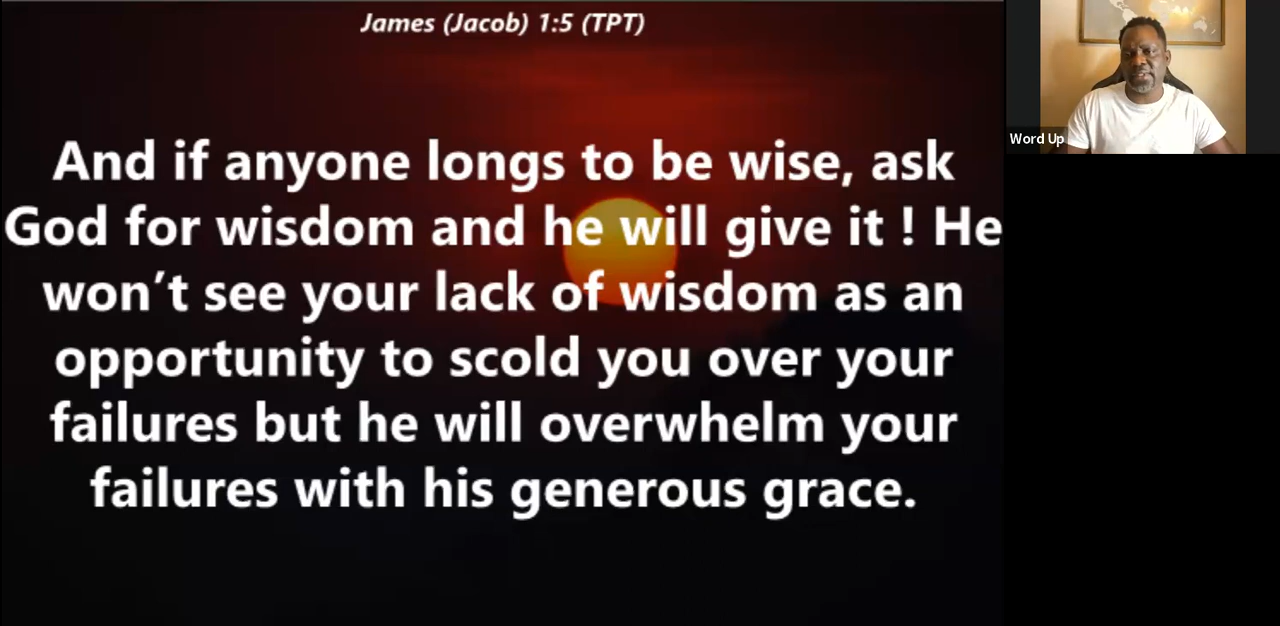 James (Jacob) 1:5 (TPT)
And if anyone longs to be wise, ask
God for wisdom and he will give it ! He
won’t see your lack of wisdom as an
opportunity to scold you over your
failures but he will overwhelm your
failures with his generous grace.
Word Up